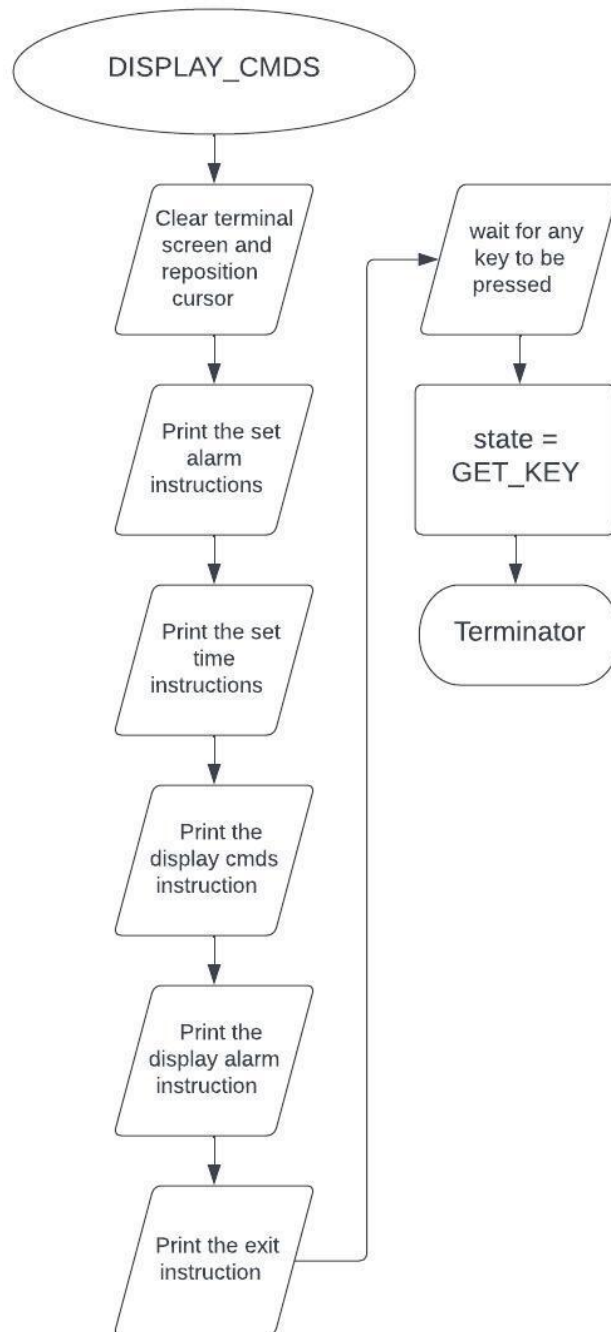 DISPLAY_CMDS
Clear terminal
screen and
reposition
cursor
Print the set
alarm
instructions
Print the set
time
instructions
Print the
display cmds
instruction
Print the
display alarm
instruction
Print the exit
instruction
wait for any
key to be
pressed
state =
GET_KEY
Terminator